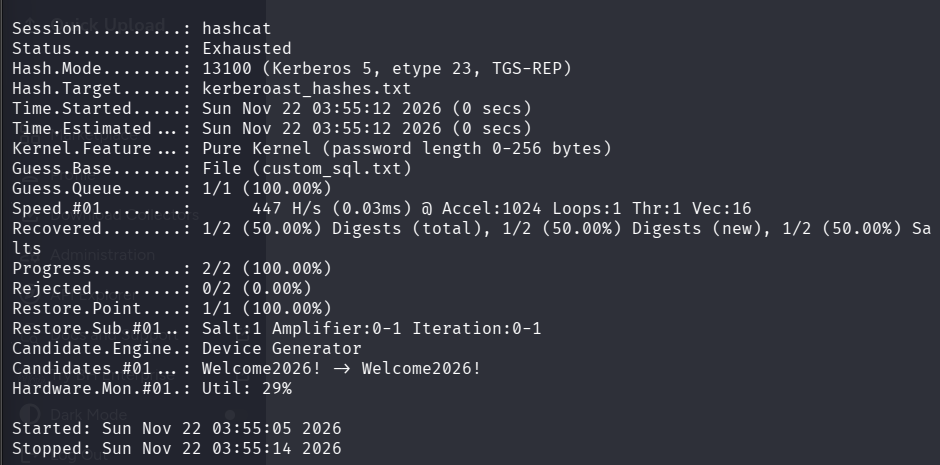 Quick Upload
Session..........: hashcat
Status...........: Exhausted
Hash.Mode........: 13100 (Kerberos 5, etype 23, TGS-REP)
Hash.Target......: kerberoast_hashes.txt
Time.Started.....: Sun Nov 22 03:55:12 2026 (0 secs)
Time.Estimated...: Sun Nov 22 03:55:12 2026 (0 secs)
Kernel.Feature...: Pure Kernel (password length 0-256 bytes)
Guess.Base.......: File (custom_sql.txt)
Guess.Queue......: 1/1 (100.00%)
Speed.#01........:      447 H/s (0.03ms) @ Accel:1024 Loops:1 Thr:1 Vec:16
Recovered........: 1/2 (50.00%) Digests (total), 1/2 (50.00%) Digests (new), 1/2 (50.00%) Sa
lts
Administration
Progress.........: 2/2 (100.00%)
Rejected.........: 0/2 (0.00%)
Restore.Point....: 1/1 (100.00%)
Restore.Sub.#01..: Salt:1 Amplifier:0-1 Iteration:0-1
Candidate.Engine.: Device Generator
Candidates.#01...: Welcome2026! -> Welcome2026!
Hardware.Mon.#01.: Util: 29%
Dark Mode
Started: Sun Nov 22 03:55:05 2026
Stopped: Sun Nov 22 03:55:14 2026